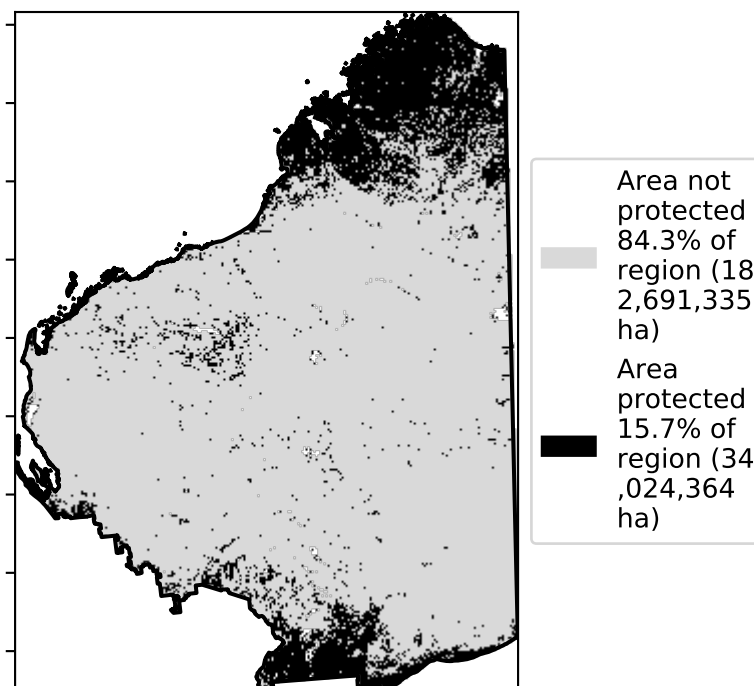 Area not
protected
84.3% of
region (18
2,691,335
ha)
Area
protected
15.7% of
region (34
,024,364
ha)